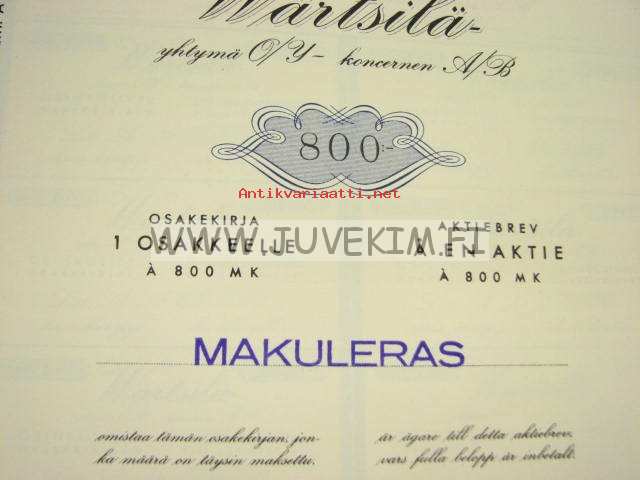 Wärtsilä-
yhtymä O/Y – koncernen A/B
800:-
Antikvariaatti.net
OSAKEKIRJA
1 OSAKKEELLE
À 800 MK
AKTIEBREV
Å EN AKTIE
À 800 MK
WWW.JUVEKIM.FI
MAKULERAS
omistaa tämän osakekirjan, jon-
ka määrä on täysin maksettu.
är ägare till detta aktiebrev,
vars fulla belopp är inbetalt.